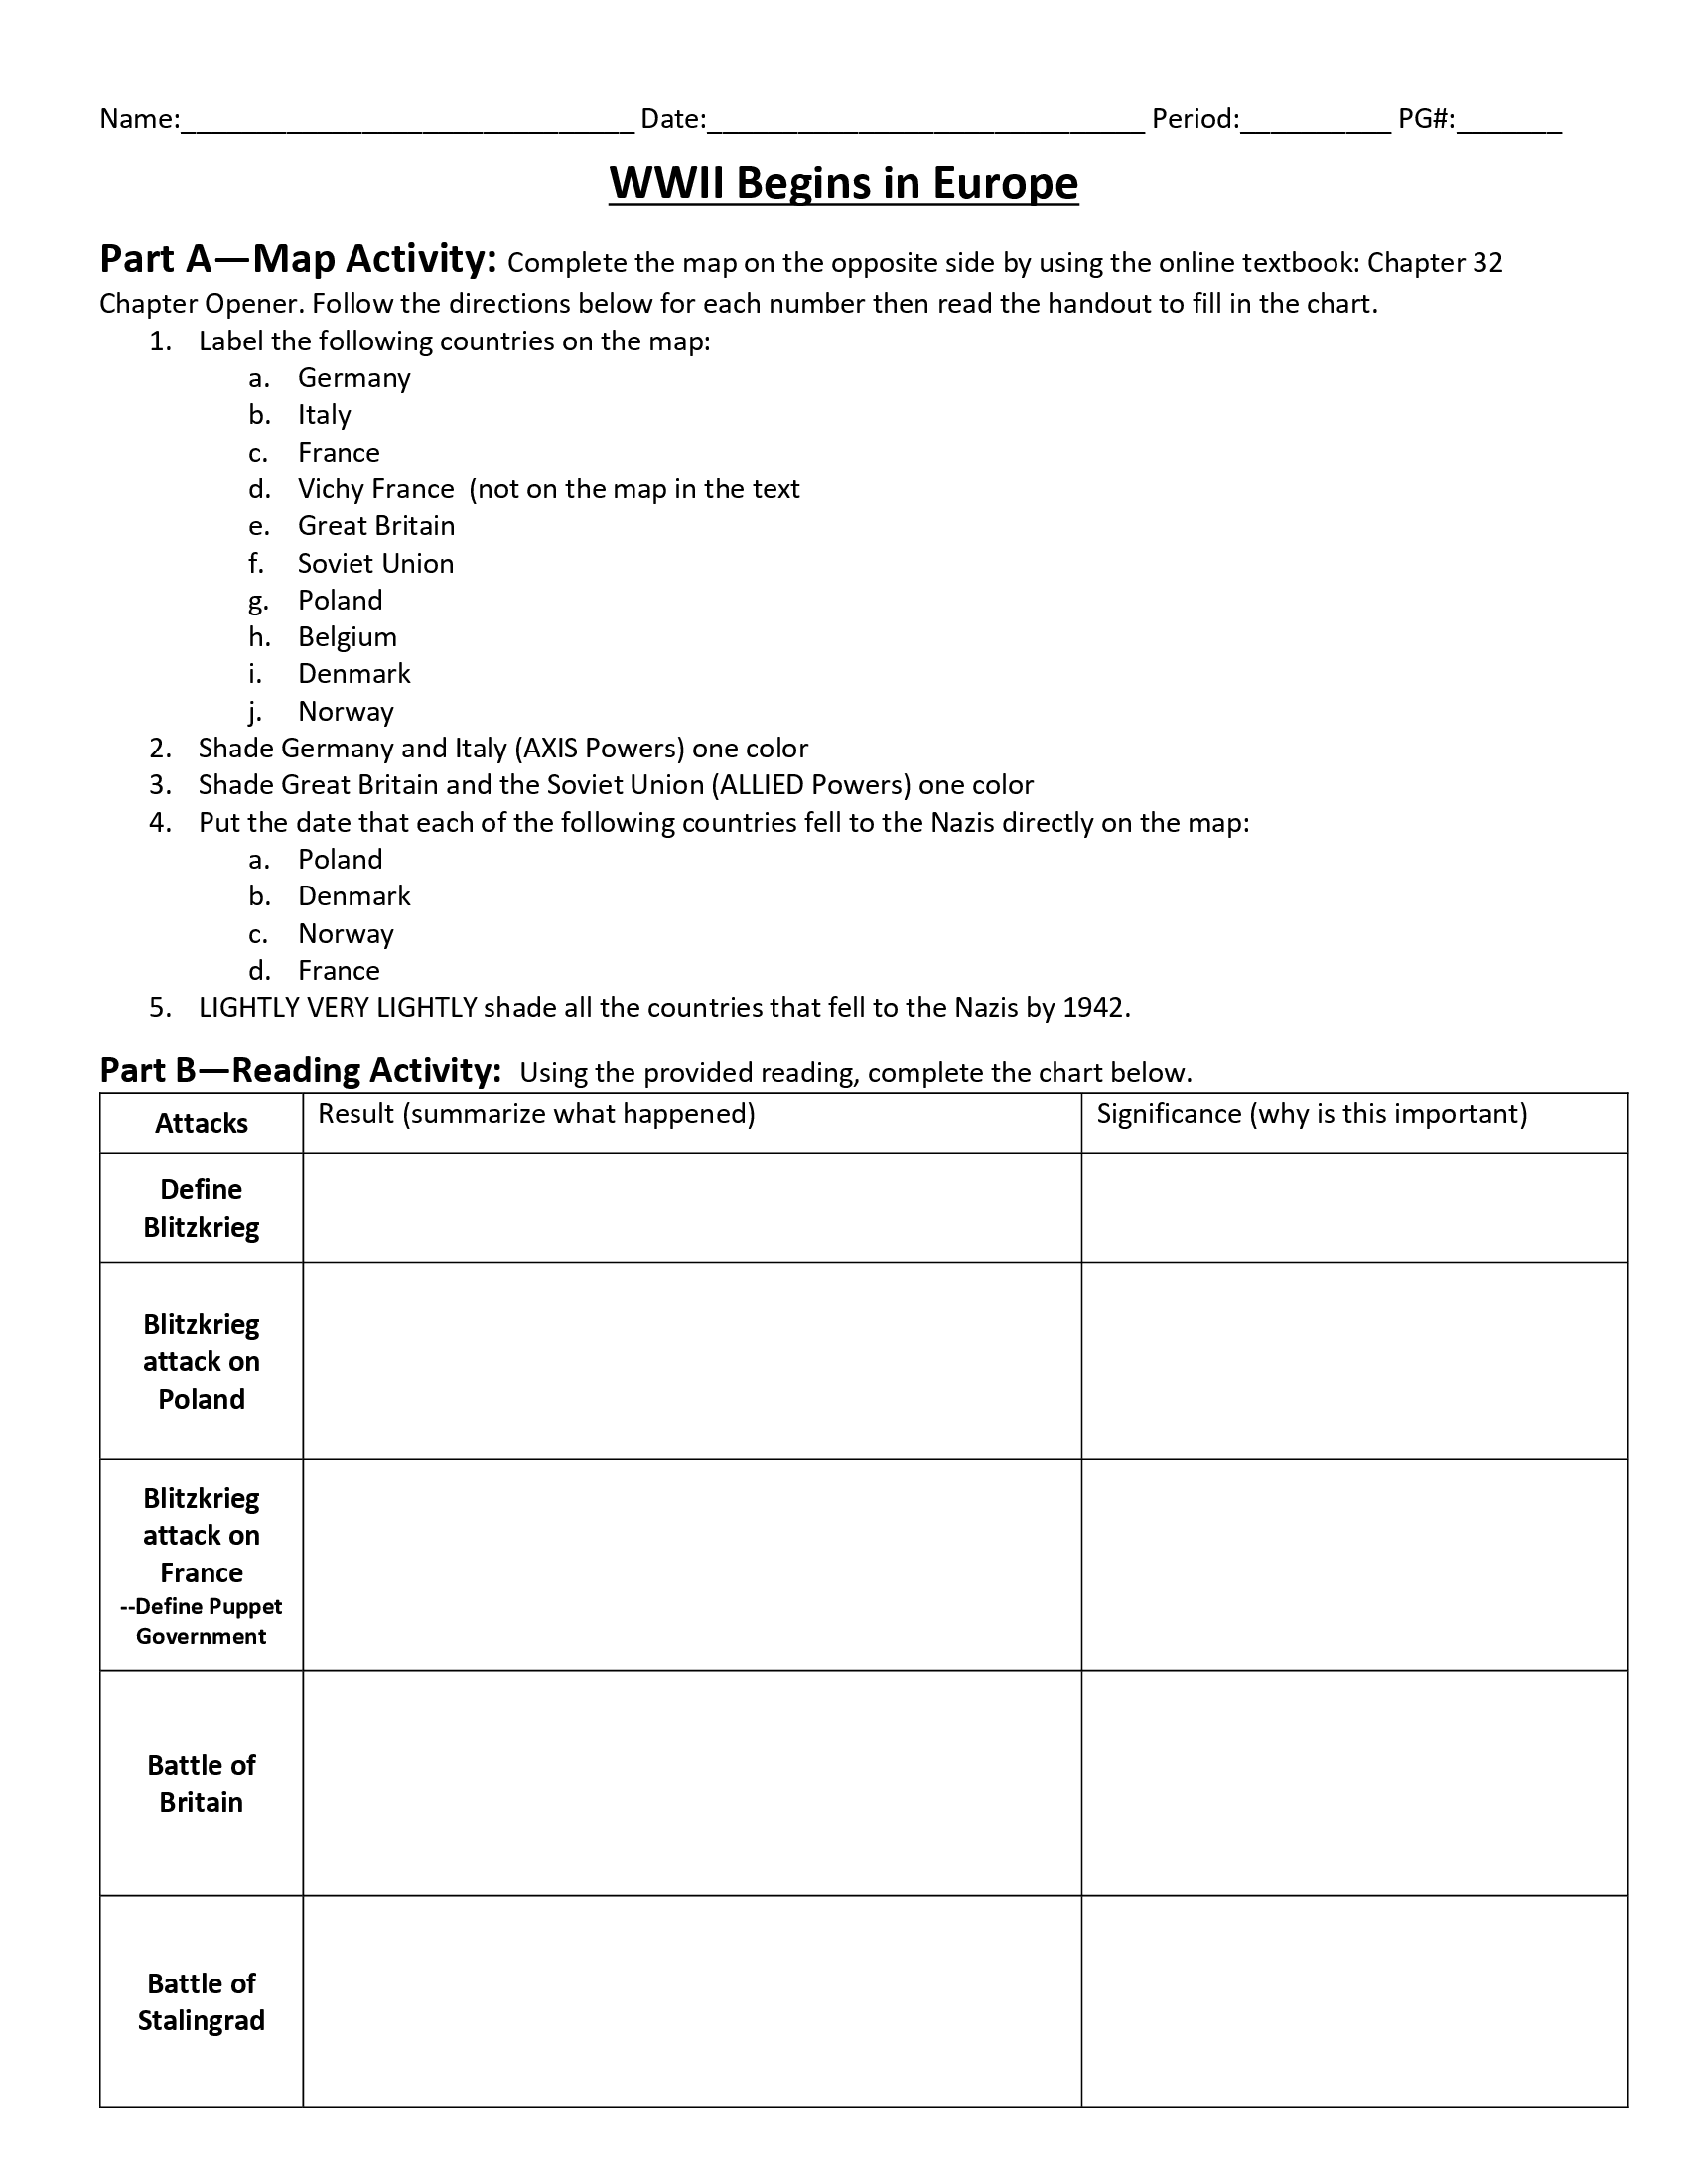 Name:______________________________ Date:_____________________________ Period:__________ PG#:_______
WWII Begins in Europe
Part A—Map Activity: Complete the map on the opposite side by using the online textbook: Chapter 32
Chapter Opener. Follow the directions below for each number then read the handout to fill in the chart.
1. Label the following countries on the map:
a. Germany
b. Italy
c. France
d. Vichy France  (not on the map in the text
e. Great Britain
f. Soviet Union
g. Poland
h. Belgium
i. Denmark
j. Norway
2. Shade Germany and Italy (AXIS Powers) one color
3. Shade Great Britain and the Soviet Union (ALLIED Powers) one color
4. Put the date that each of the following countries fell to the Nazis directly on the map:
a. Poland
b. Denmark
c. Norway
d. France
5. LIGHTLY VERY LIGHTLY shade all the countries that fell to the Nazis by 1942.
Part B—Reading Activity:  Using the provided reading, complete the chart below.
Attacks
Result (summarize what happened)
Significance (why is this important)
Define
Blitzkrieg
Blitzkrieg
attack on
Poland
Blitzkrieg
attack on
France
--Define Puppet
Government
Battle of
Britain
Battle of
Stalingrad